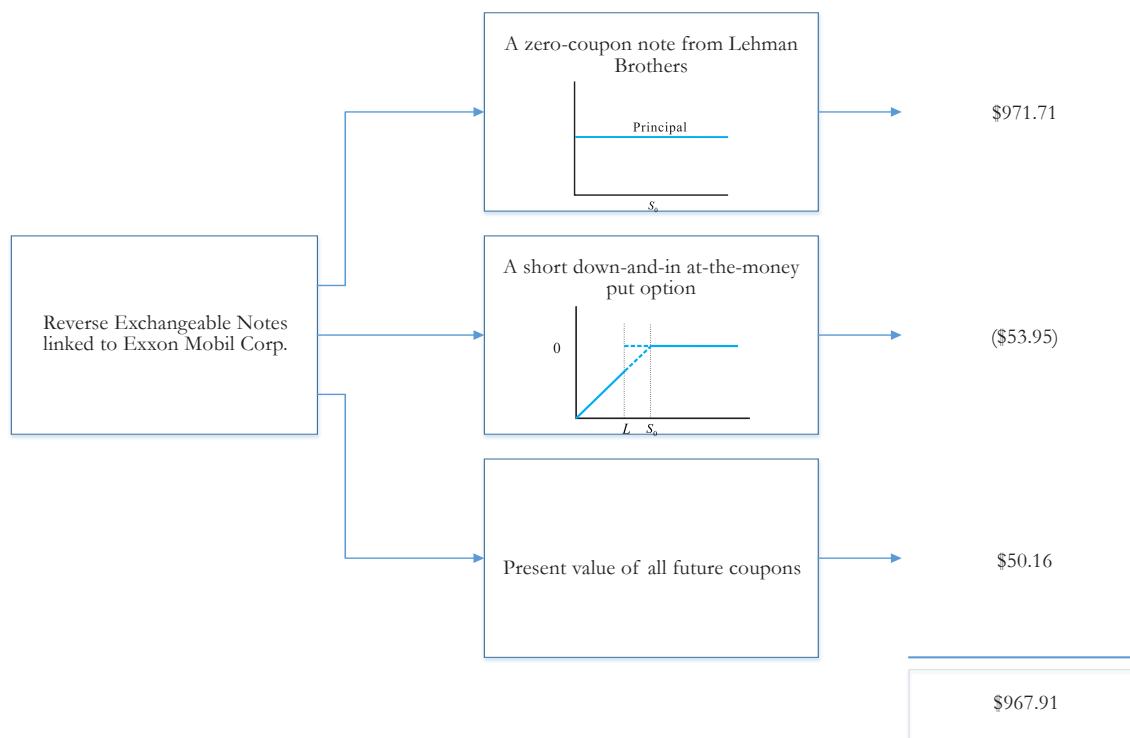 A zero-coupon note from Lehman
Brothers
Principal
S₀
$971.71
Reverse Exchangeable Notes
linked to Exxon Mobil Corp.
A short down-and-in at-the-money
put option
0
L S₀
($53.95)
Present value of all future coupons
$50.16
$967.91